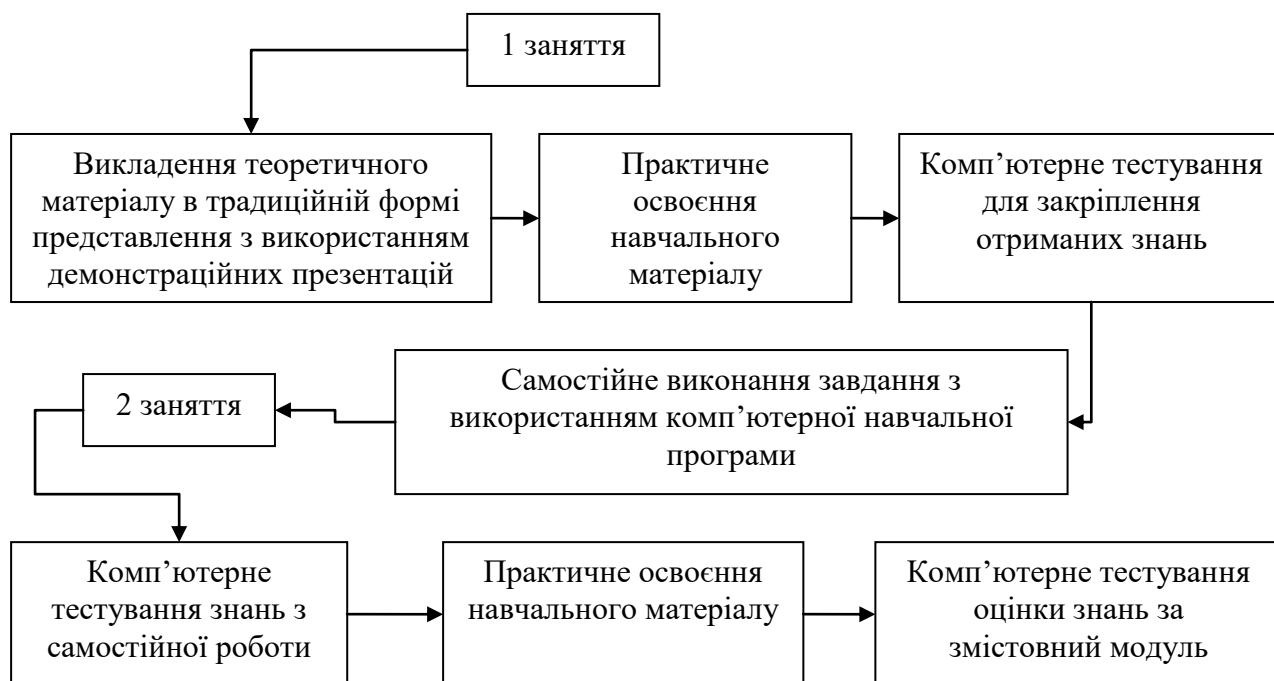 1 заняття
Викладення теоретичного
матеріалу в традиційній формі
представлення з використанням
демонстраційних презентацій
Практичне
освоєння
навчального
матеріалу
Комп’ютерне тестування
для закріплення
отриманих знань
Самостійне виконання завдання з
використанням комп’ютерної навчальної
програми
2 заняття
Комп’ютерне
тестування знань з
самостійної роботи
Практичне освоєння
навчального матеріалу
Комп’ютерне тестування
оцінки знань за
змістовний модуль